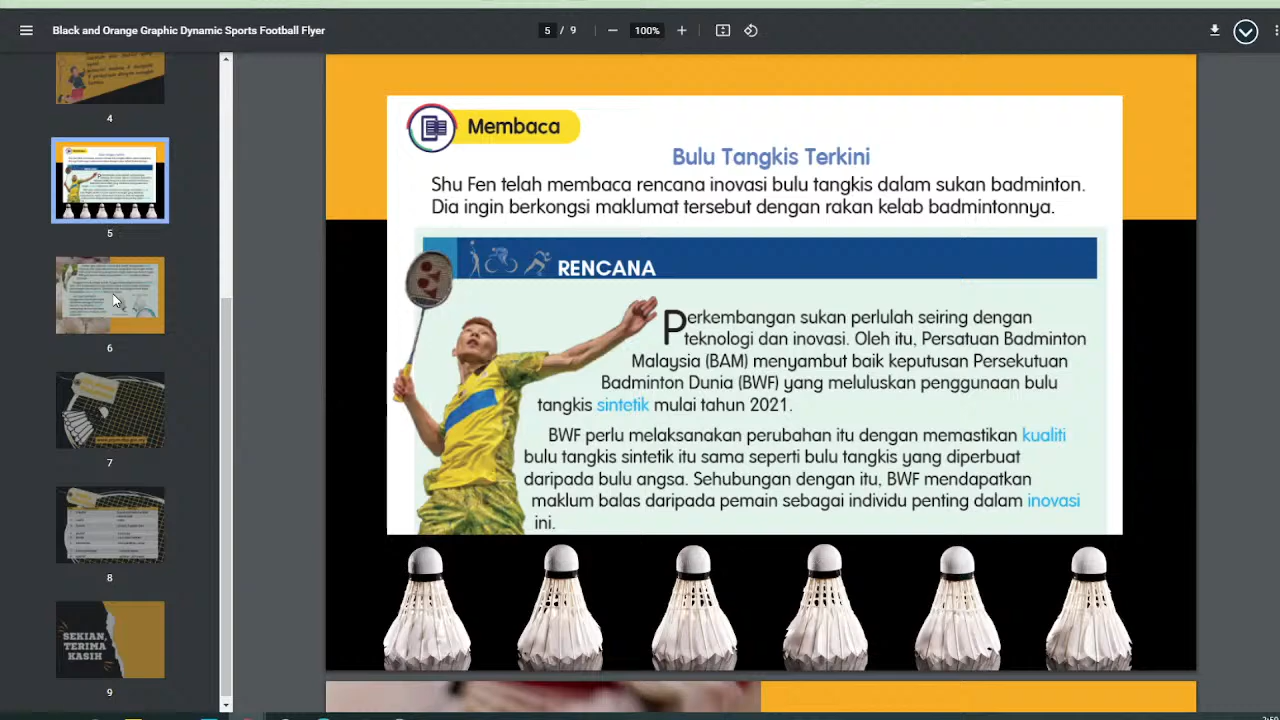 Black and Orange Graphic Dynamic Sports Football Flyer
5 / 9
100%
4
5
6
7
8
SEKIAN,
TERIMA
KASIH
9
Membaca
Bulu Tangkis Terkini
Shu Fen telah membaca rencana inovasi bulu tangkis dalam sukan badminton.
Dia ingin berkongsi maklumat tersebut dengan rakan kelab badmintonnya.
RENCANA
Perkembangan sukan perlulah seiring dengan
teknologi dan inovasi. Oleh itu, Persatuan Badminton
Malaysia (BAM) menyambut baik keputusan Persekutuan
Badminton Dunia (BWF) yang meluluskan penggunaan bulu
tangkis sintetik mulai tahun 2021.
BWF perlu melaksanakan perubahan itu dengan memastikan kualiti
bulu tangkis sintetik itu sama seperti bulu tangkis yang diperbuat
daripada bulu angsa. Sehubungan dengan itu, BWF mendapatkan
maklum balas daripada pemain sebagai individu penting dalam inovasi
ini.